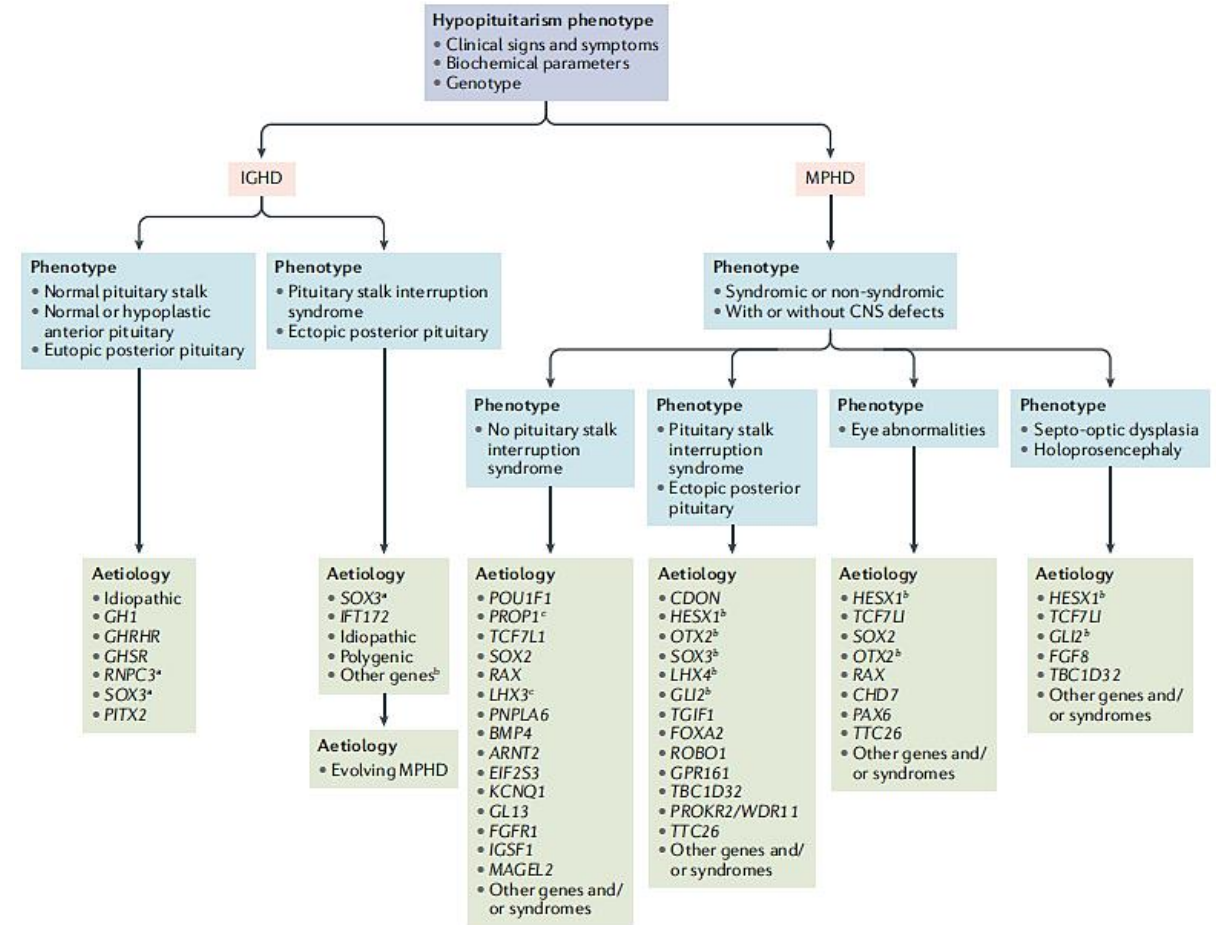 Hypopituitarism phenotype
• Clinical signs and symptoms
• Biochemical parameters
• Genotype
IGHD
MPHD
Phenotype
• Normal pituitary stalk
• Normal or hypoplastic
anterior pituitary
• Eutopic posterior pituitary
Phenotype
• Pituitary stalk interruption
syndrome
• Ectopic posterior pituitary
Phenotype
• Syndromic or non-syndromic
• With or without CNS defects
Phenotype
• No pituitary stalk
interruption
syndrome
Phenotype
• Pituitary stalk
interruption
syndrome
• Ectopic posterior
pituitary
Phenotype
• Eye abnormalities
Phenotype
• Septo-optic dysplasia
• Holoprosencephaly
Aetiology
• Idiopathic
• GH1
• GHRHR
• GHSR
• RNPC3ᵃ
• SOX3ᵃ
• PITX2
Aetiology
• SOX3ᵃ
• IFT172
• Idiopathic
• Polygenic
• Other genesᵇ
Aetiology
• Evolving MPHD
Aetiology
• POU1F1
• PROP1ᶜ
• TCF7L1
• SOX2
• RAX
• LHX3ᶜ
• PNPLA6
• BMP4
• ARNT2
• EIF2S3
• KCNQ1
• GL13
• FGFR1
• IGSF1
• MAGEL2
• Other genes and/
or syndromes
Aetiology
• CDON
• HESX1ᵇ
• OTX2ᵇ
• SOX3ᵇ
• LHX4ᵇ
• GLI2ᵇ
• TGIF1
• FOXA2
• ROBO1
• GPR161
• TBC1D32
• PROKR2/WDR11
• TTC26
• Other genes and/
or syndromes
Aetiology
• HESX1ᵇ
• TCF7LI
• SOX2
• OTX2ᵇ
• RAX
• CHD7
• PAX6
• TTC26
• Other genes and/
or syndromes
Aetiology
• HESX1ᵇ
• TCF7LI
• GLI2ᵇ
• FGF8
• TBC1D32
• Other genes and/
or syndromes